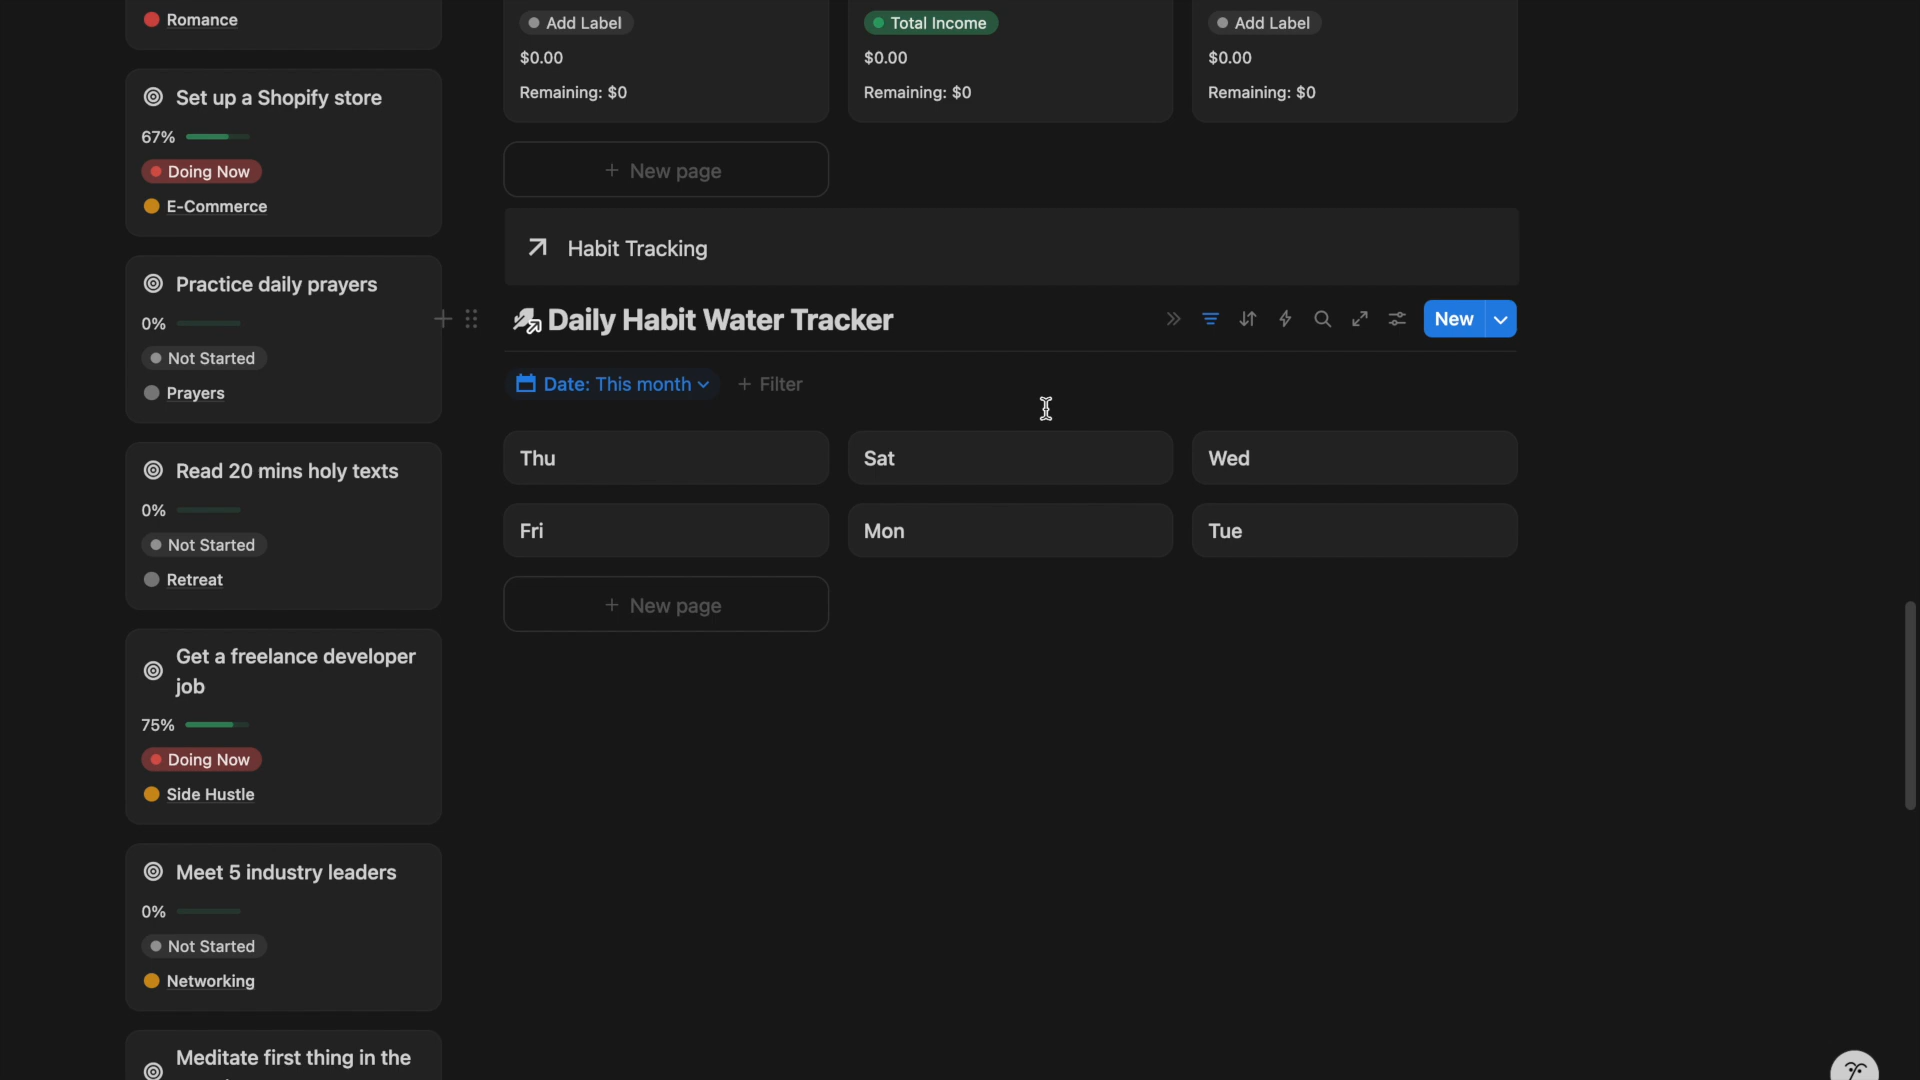 Romance
Set up a Shopify store
67%
Doing Now
E-Commerce
Practice daily prayers
0%
Not Started
Prayers
Read 20 mins holy texts
0%
Not Started
Retreat
Get a freelance developer
job
75%
Doing Now
Side Hustle
Meet 5 industry leaders
0%
Not Started
Networking
Meditate first thing in the
Add Label
$0.00
Remaining: $0
Total Income
$0.00
Remaining: $0
Add Label
$0.00
Remaining: $0
+ New page
Habit Tracking
Daily Habit Water Tracker
New
Date: This month
+ Filter
Thu
Sat
Wed
Fri
Mon
Tue
+ New page